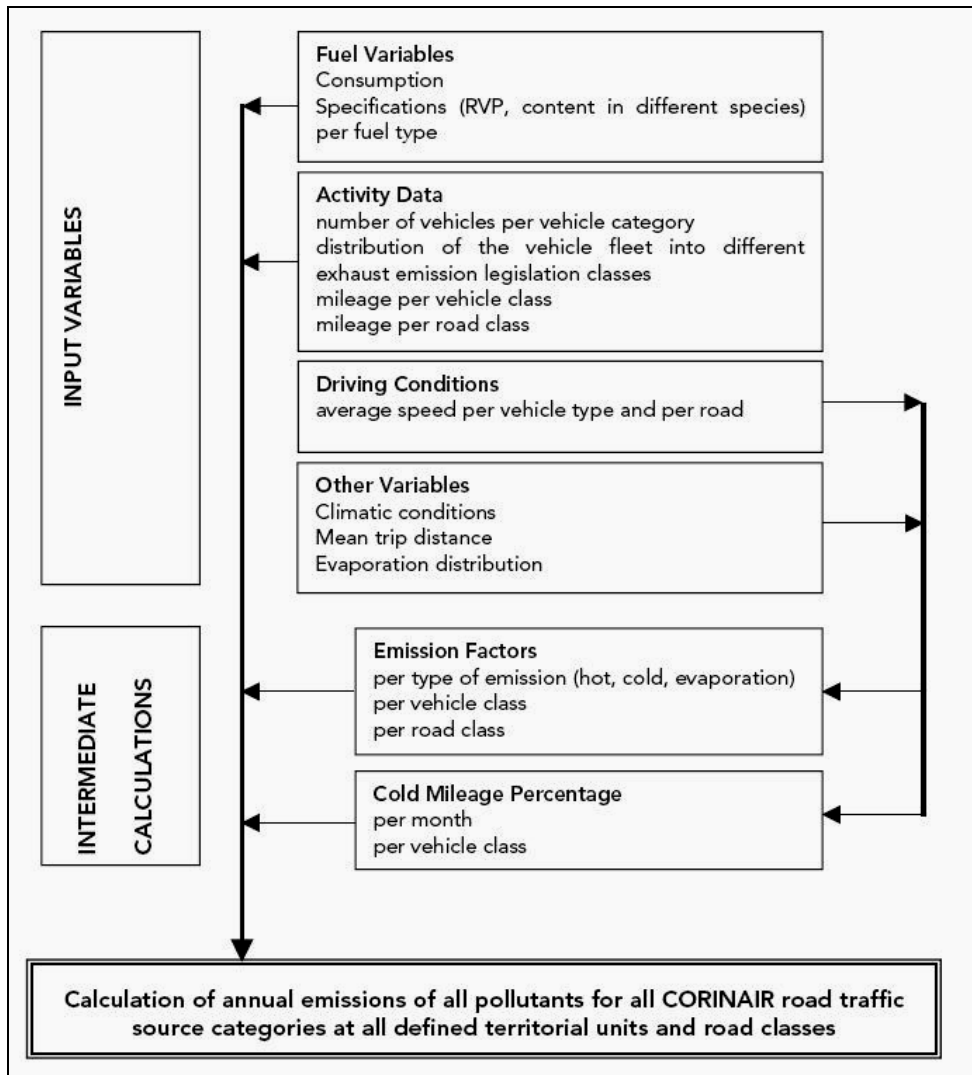 INPUT VARIABLES
Fuel Variables
Consumption
Specifications (RVP, content in different species)
per fuel type
Activity Data
number of vehicles per vehicle category
distribution of the vehicle fleet into different
exhaust emission legislation classes
mileage per vehicle class
mileage per road class
Driving Conditions
average speed per vehicle type and per road
Other Variables
Climatic conditions
Mean trip distance
Evaporation distribution
INTERMEDIATE
CALCULATIONS
Emission Factors
per type of emission (hot, cold, evaporation)
per vehicle class
per road class
Cold Mileage Percentage
per month
per vehicle class
Calculation of annual emissions of all pollutants for all CORINAIR road traffic
source categories at all defined territorial units and road classes